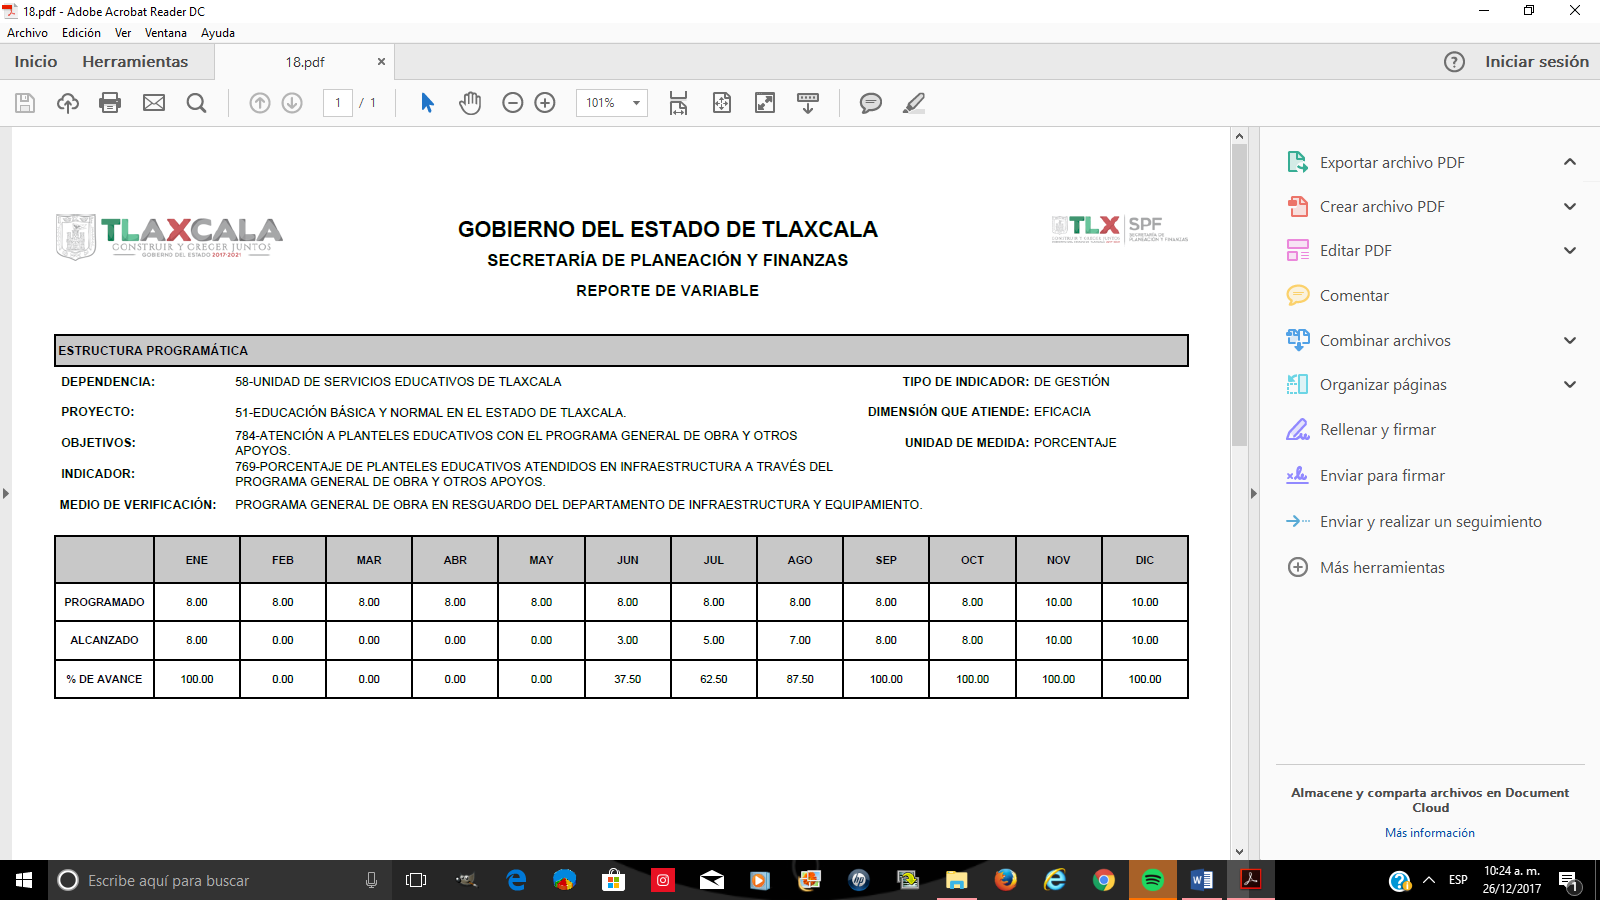 18.pdf - Adobe Acrobat Reader DC
Archivo Edición Ver Ventana Ayuda
Inicio Herramientas 18.pdf × Iniciar sesión
1 / 1 101%
TLAXCALA
CONSTRUIR Y CRECER JUNTOS
GOBIERNO DEL ESTADO 2017-2021
GOBIERNO DEL ESTADO DE TLAXCALA
SECRETARÍA DE PLANEACIÓN Y FINANZAS
REPORTE DE VARIABLE
TLX SPF
SECRETARÍA DE
PLANEACIÓN Y FINANZAS
CONSTRUIR Y CRECER JUNTOS
ESTRUCTURA PROGRAMÁTICA
DEPENDENCIA: 58-UNIDAD DE SERVICIOS EDUCATIVOS DE TLAXCALA TIPO DE INDICADOR: DE GESTIÓN
PROYECTO: 51-EDUCACIÓN BÁSICA Y NORMAL EN EL ESTADO DE TLAXCALA. DIMENSIÓN QUE ATIENDE: EFICACIA
OBJETIVOS: 784-ATENCIÓN A PLANTELES EDUCATIVOS CON EL PROGRAMA GENERAL DE OBRA Y OTROS
APOYOS. UNIDAD DE MEDIDA: PORCENTAJE
INDICADOR: 769-PORCENTAJE DE PLANTELES EDUCATIVOS ATENDIDOS EN INFRAESTRUCTURA A TRAVÉS DEL
PROGRAMA GENERAL DE OBRA Y OTROS APOYOS.
MEDIO DE VERIFICACIÓN: PROGRAMA GENERAL DE OBRA EN RESGUARDO DEL DEPARTAMENTO DE INFRAESTRUCTURA Y EQUIPAMIENTO.
ENE FEB MAR ABR MAY JUN JUL AGO SEP OCT NOV DIC
PROGRAMADO 8.00 8.00 8.00 8.00 8.00 8.00 8.00 8.00 8.00 8.00 10.00 10.00
ALCANZADO 8.00 0.00 0.00 0.00 0.00 3.00 5.00 7.00 8.00 8.00 10.00 10.00
% DE AVANCE 100.00 0.00 0.00 0.00 0.00 37.50 62.50 87.50 100.00 100.00 100.00 100.00
Exportar archivo PDF
Crear archivo PDF
Editar PDF
Comentar
Combinar archivos
Organizar páginas
Rellenar y firmar
Enviar para firmar
Enviar y realizar un seguimiento
Más herramientas
Almacene y comparta archivos en Document
Cloud
Más información
Escribe aquí para buscar
ESP
10:24 a. m.
26/12/2017
1